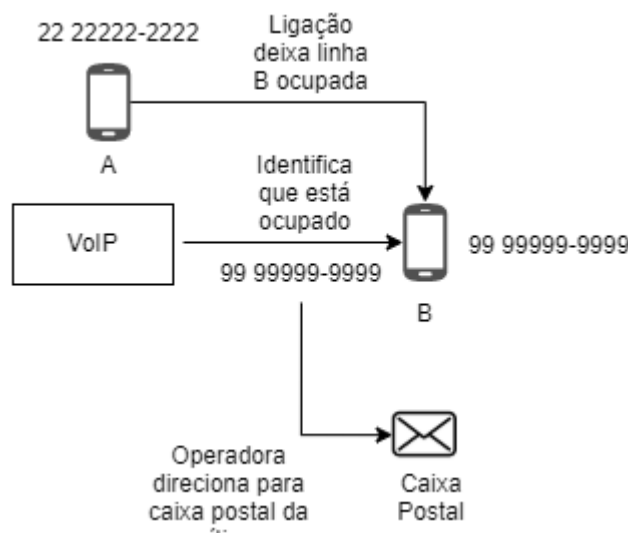 22 22222-2222
Ligação
deixa linha
B ocupada
A
Identifica
que está
ocupado
VoIP
99 99999-9999
99 99999-9999
B
Operadora
direciona para
caixa postal da
Caixa
Postal